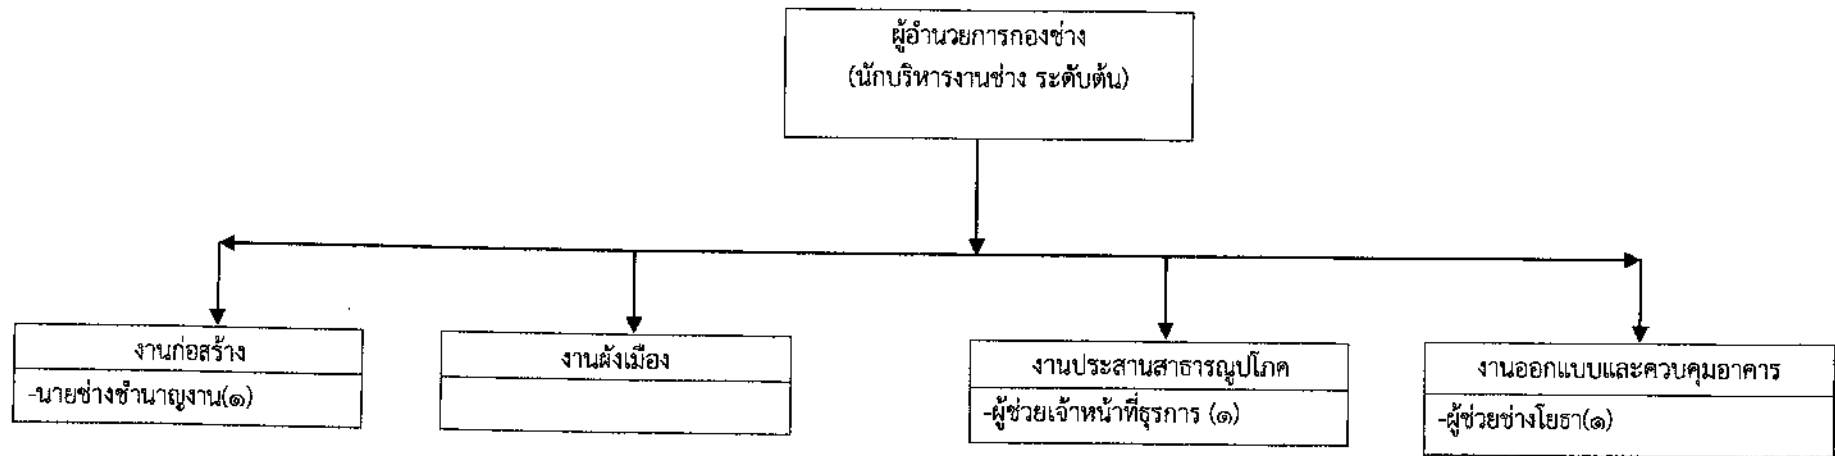 ผู้อำนวยการกองช่าง
(นักบริหารงานช่าง ระดับต้น)
งานก่อสร้าง
-นายช่างชำนาญงาน(๑)
งานผังเมือง
งานประสานสาธารณูปโภค
-ผู้ช่วยเจ้าหน้าที่ธุรการ (๑)
งานออกแบบและควบคุมอาคาร
-ผู้ช่วยช่างโยธา(๑)